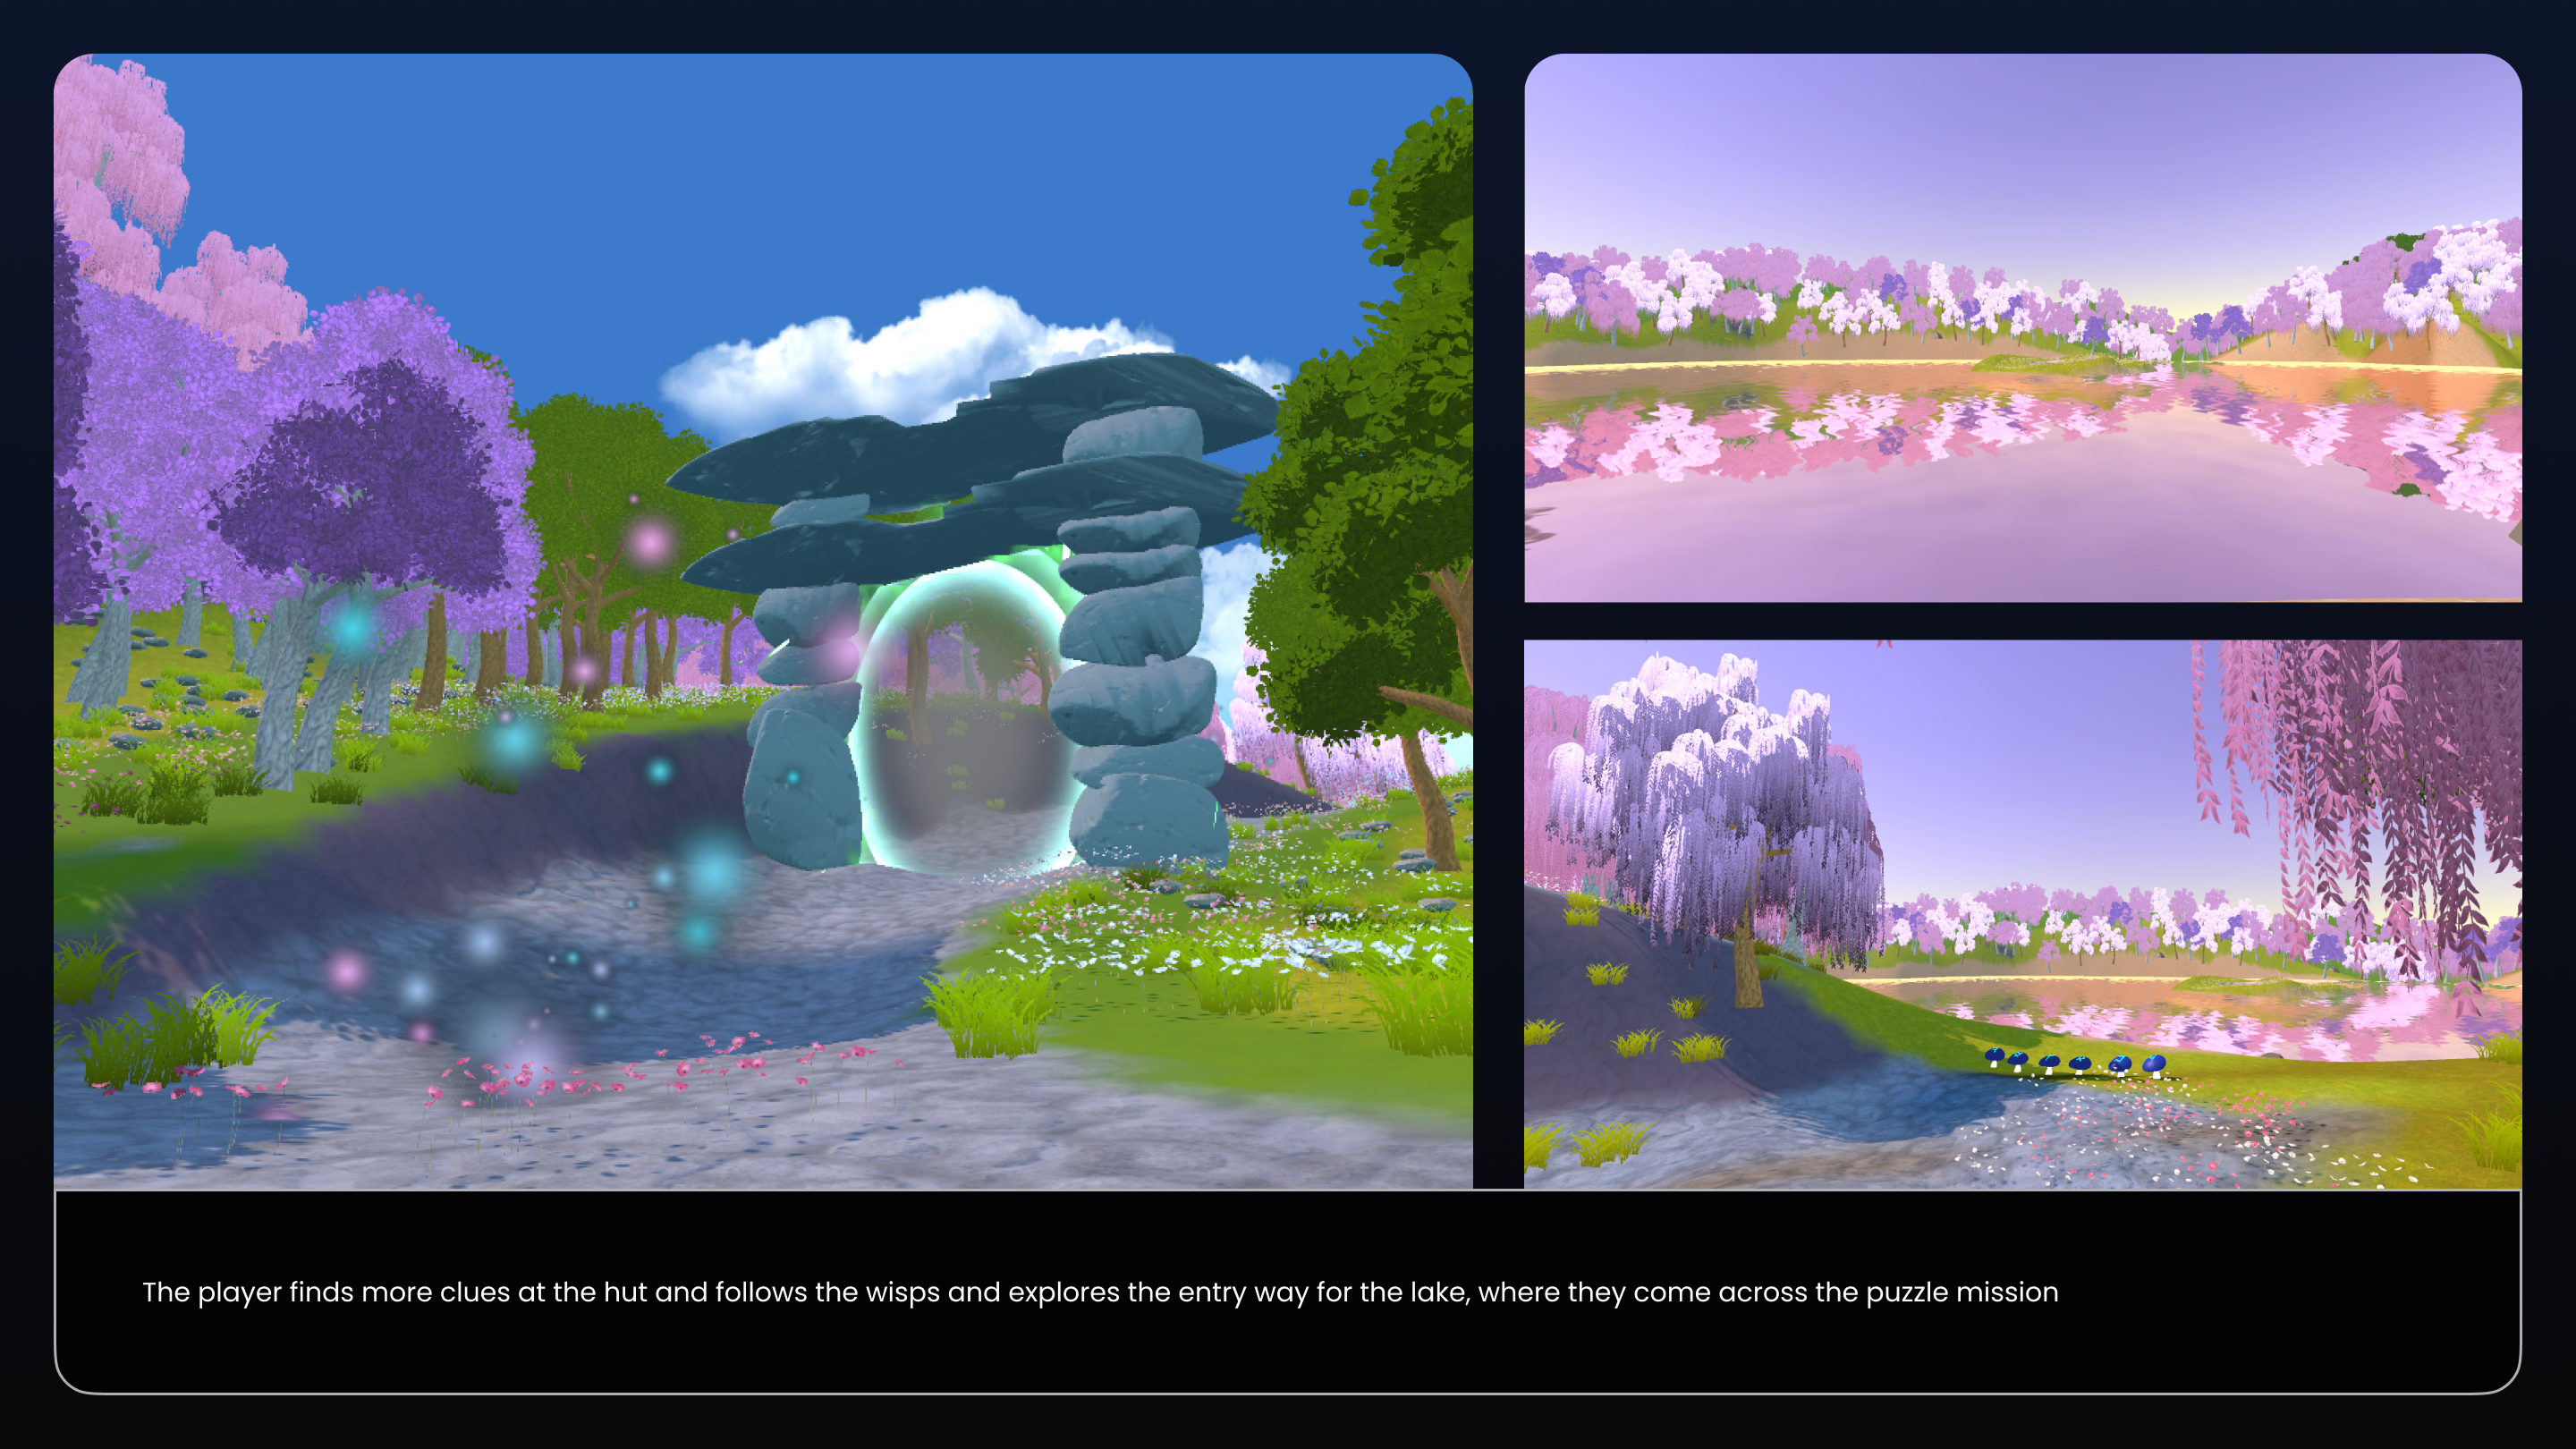 The player finds more clues at the hut and follows the wisps and explores the entry way for the lake, where they come across the puzzle mission